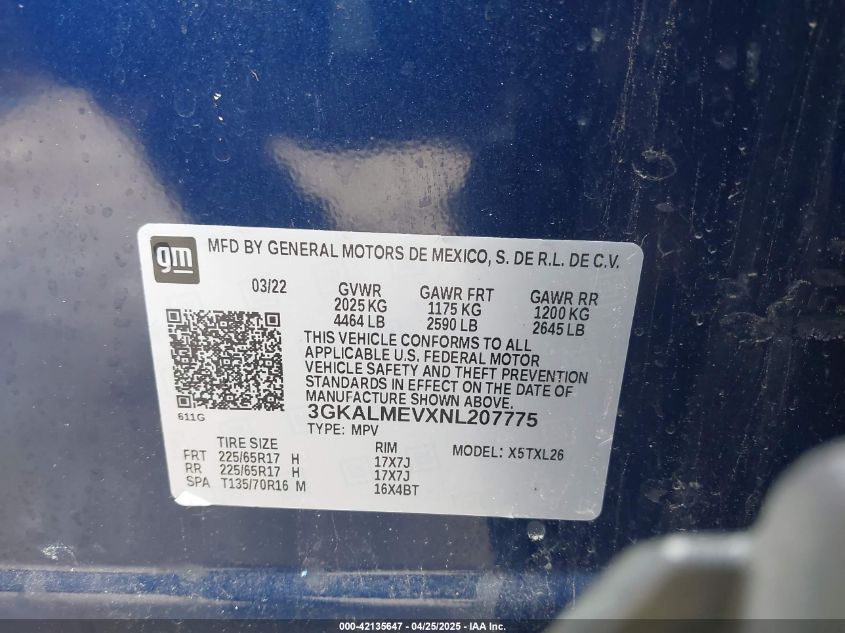 gm
MFD BY GENERAL MOTORS DE MEXICO, S. DE R.L. DE C.V.
03/22 GVWR GAWR FRT GAWR RR
2025 KG 1175 KG 1200 KG
4464 LB 2590 LB 2645 LB
THIS VEHICLE CONFORMS TO ALL
APPLICABLE U.S. FEDERAL MOTOR
VEHICLE SAFETY AND THEFT PREVENTION
STANDARDS IN EFFECT ON THE DATE OF
MANUFACTURE SHOWN ABOVE.
611G
3GKALMEVXNL207775
TYPE: MPV
TIRE SIZE RIM MODEL: X5TXL26
FRT 225/65R17 H 17X7J
RR 225/65R17 H 17X7J
SPA T135/70R16 M 16X4BT
000-42135647 - 04/25/2025 - IAA Inc.